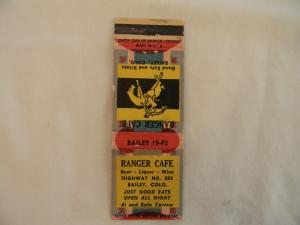 Good Eats and Drinks
BAILEY, COLO.
RANGER CAFE
BAILEY 19-F2
RANGER CAFE
Beer - Liquor - Wine
HIGHWAY NO. 285
BAILEY, COLO.
JUST GOOD EATS
OPEN ALL NIGHT
Al and Kate Yarrow